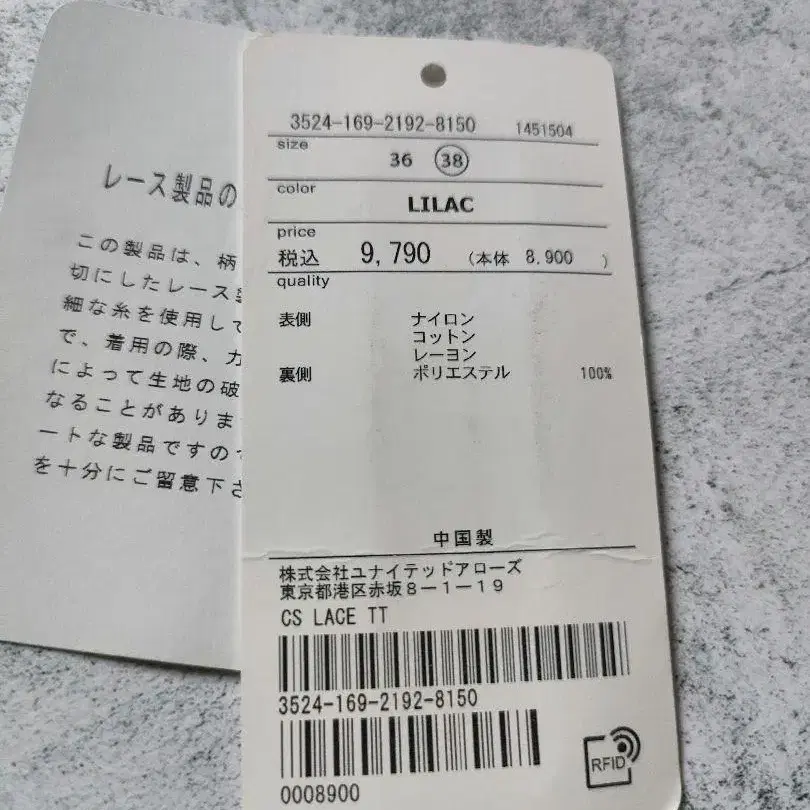 レース製品の
この製品は、柄
切にしたレース
細な糸を使用して
で、着用の際、力
によって生地の破
なることがありま
ートな製品ですの
を十分にご留意下さ
3524-169-2192-8150 1451504
size
36 38
color
LILAC
price
税込 9,790 (本体 8,900 )
quality
表側 ナイロン
コットン
レーヨン
裏側 ポリエステル 100%
中国製
株式会社ユナイテッドアローズ
東京都港区赤坂8-1-19
CS LACE TT
3524-169-2192-8150
0008900
RFID